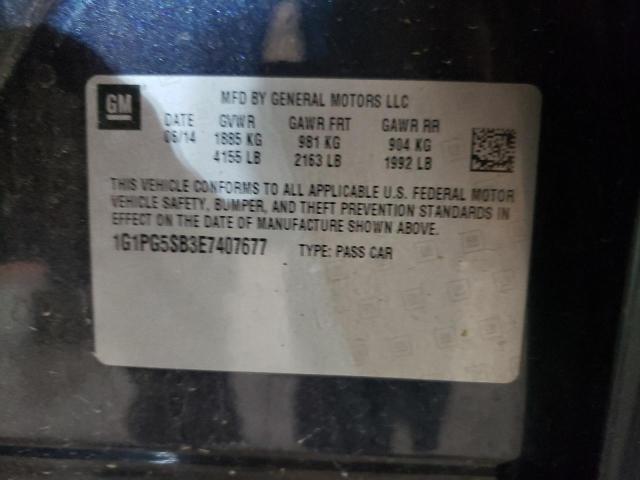 GM
MFD BY GENERAL MOTORS LLC
DATE GVWR GAWR FRT GAWR RR
06/14 1885 KG 981 KG 904 KG
4155 LB 2163 LB 1992 LB
THIS VEHICLE CONFORMS TO ALL APPLICABLE U.S. FEDERAL MOTOR
VEHICLE SAFETY, BUMPER, AND THEFT PREVENTION STANDARDS IN
EFFECT ON THE DATE OF MANUFACTURE SHOWN ABOVE.
1G1PG5SB3E7407677 TYPE: PASS CAR